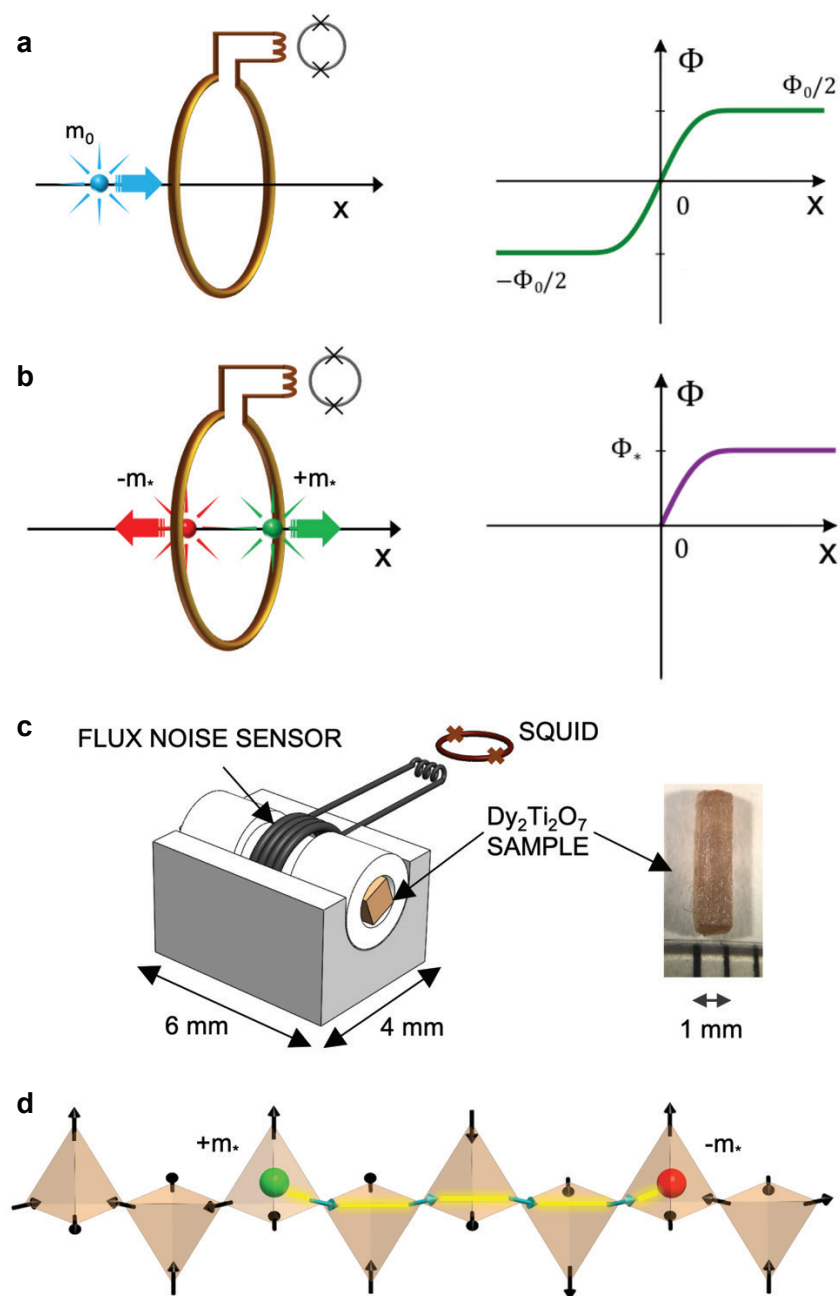 a
m₀
X
Φ
Φ₀/2
0
X
−Φ₀/2
b
-m*
+m*
X
Φ
Φ*
0
X
c
FLUX NOISE SENSOR
SQUID
Dy₂Ti₂O₇
SAMPLE
6 mm
4 mm
1 mm
d
+m*
-m*